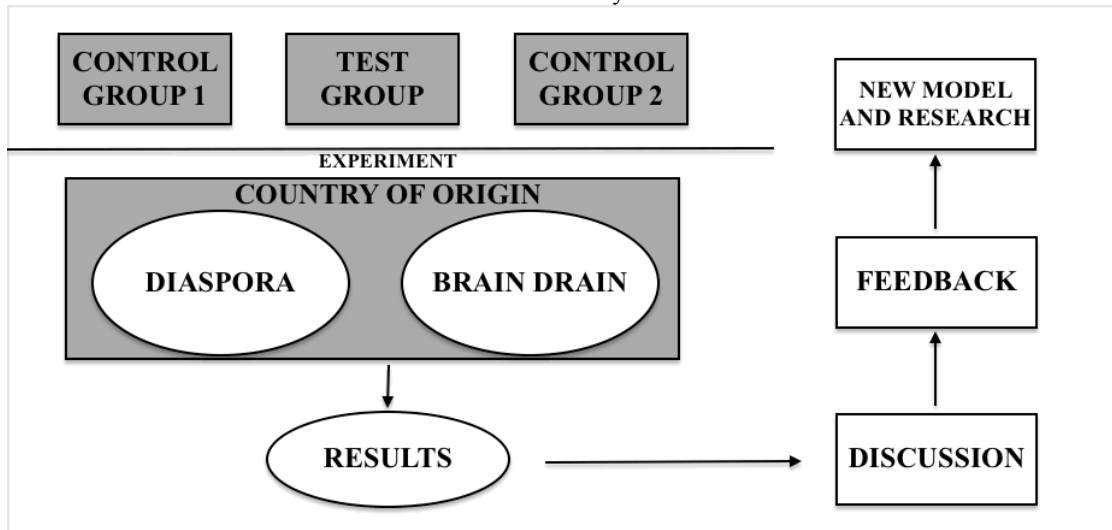 CONTROL
GROUP 1
TEST
GROUP
CONTROL
GROUP 2
NEW MODEL
AND RESEARCH
EXPERIMENT
COUNTRY OF ORIGIN
DIASPORA
BRAIN DRAIN
FEEDBACK
RESULTS
DISCUSSION